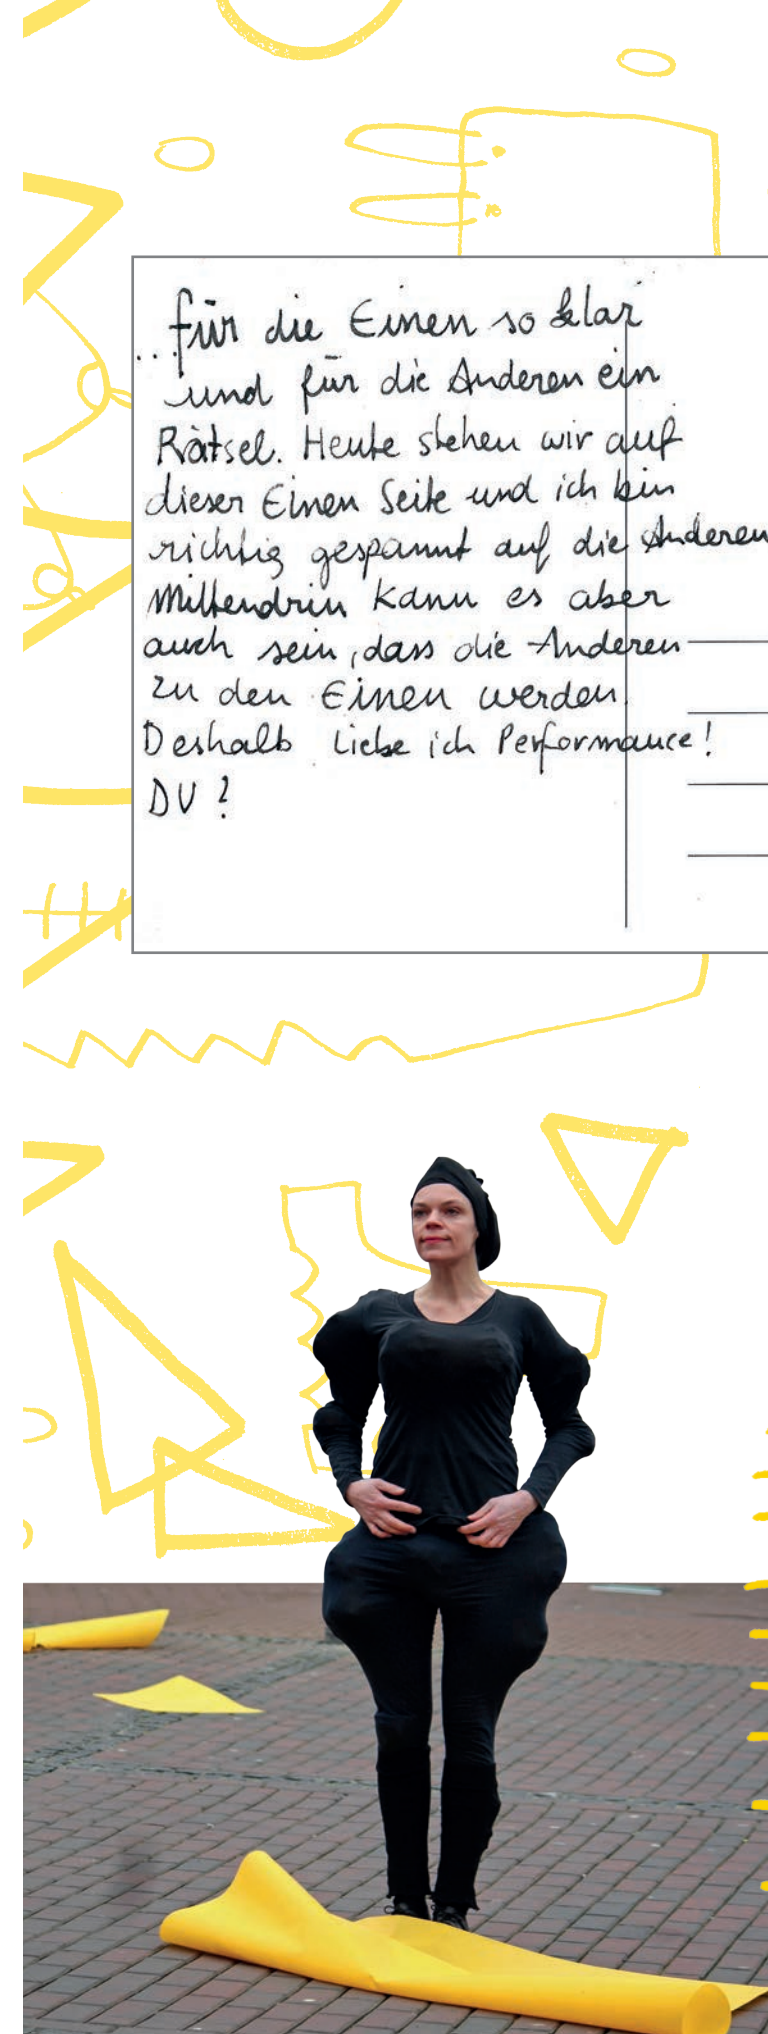 ...für die Einen so klar
und für die Anderen ein
Rätsel. Heute stehen wir auf
dieser Einen Seite und ich bin
richtig gespannt auf die Anderen
Mittendrin kann es aber
auch sein, dass die Anderen
zu den Einen werden.
Deshalb liebe ich Performance!
DU?